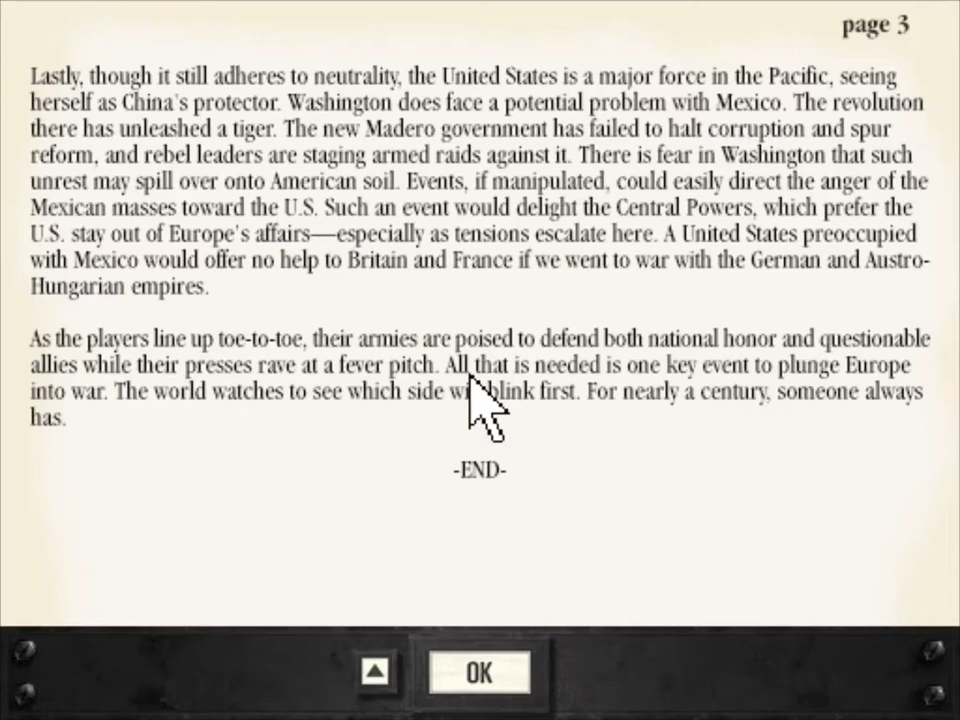 page 3
Lastly, though it still adheres to neutrality, the United States is a major force in the Pacific, seeing
herself as China's protector. Washington does face a potential problem with Mexico. The revolution
there has unleashed a tiger. The new Madero government has failed to halt corruption and spur
reform, and rebel leaders are staging armed raids against it. There is fear in Washington that such
unrest may spill over onto American soil. Events, if manipulated, could easily direct the anger of the
Mexican masses toward the U.S. Such an event would delight the Central Powers, which prefer the
U.S. stay out of Europe's affairs—especially as tensions escalate here. A United States preoccupied
with Mexico would offer no help to Britain and France if we went to war with the German and Austro-
Hungarian empires.
As the players line up toe-to-toe, their armies are poised to defend both national honor and questionable
allies while their presses rave at a fever pitch. All that is needed is one key event to plunge Europe
into war. The world watches to see which side will blink first. For nearly a century, someone always
has.
-END-
OK